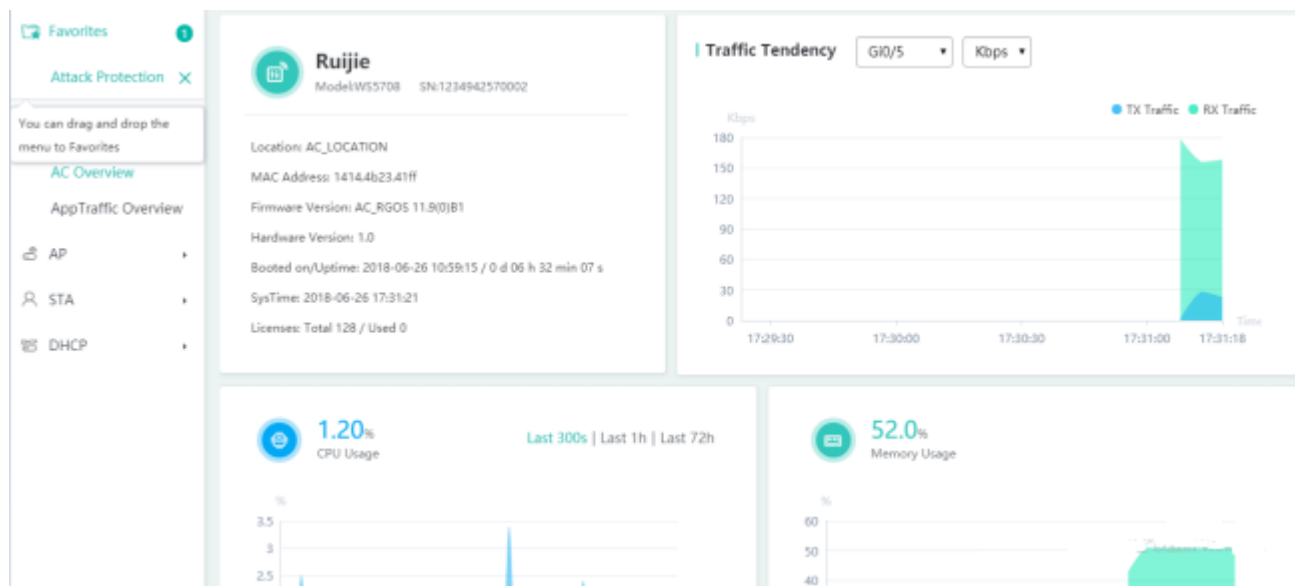 Favorites 1
Attack Protection ×
You can drag and drop the
menu to Favorites
AC Overview
AppTraffic Overview
AP
STA
DHCP
Ruijie
Model:WS5708 SN:1234942570002
Location: AC_LOCATION
MAC Address: 1414.4b23.41ff
Firmware Version: AC_RGOS 11.9(0)B1
Hardware Version: 1.0
Booted on/Uptime: 2018-06-26 10:59:15 / 0 d 06 h 32 min 07 s
SysTime: 2018-06-26 17:31:21
Licenses: Total 128 / Used 0
Traffic Tendency Gi0/5 Kbps
TX Traffic RX Traffic
Kbps
180
150
120
90
60
30
0
Time
17:29:30 17:30:00 17:30:30 17:31:00 17:31:18
1.20%
CPU Usage
Last 300s | Last 1h | Last 72h
%
3.5
3
2.5
52.0%
Memory Usage
%
60
50
40